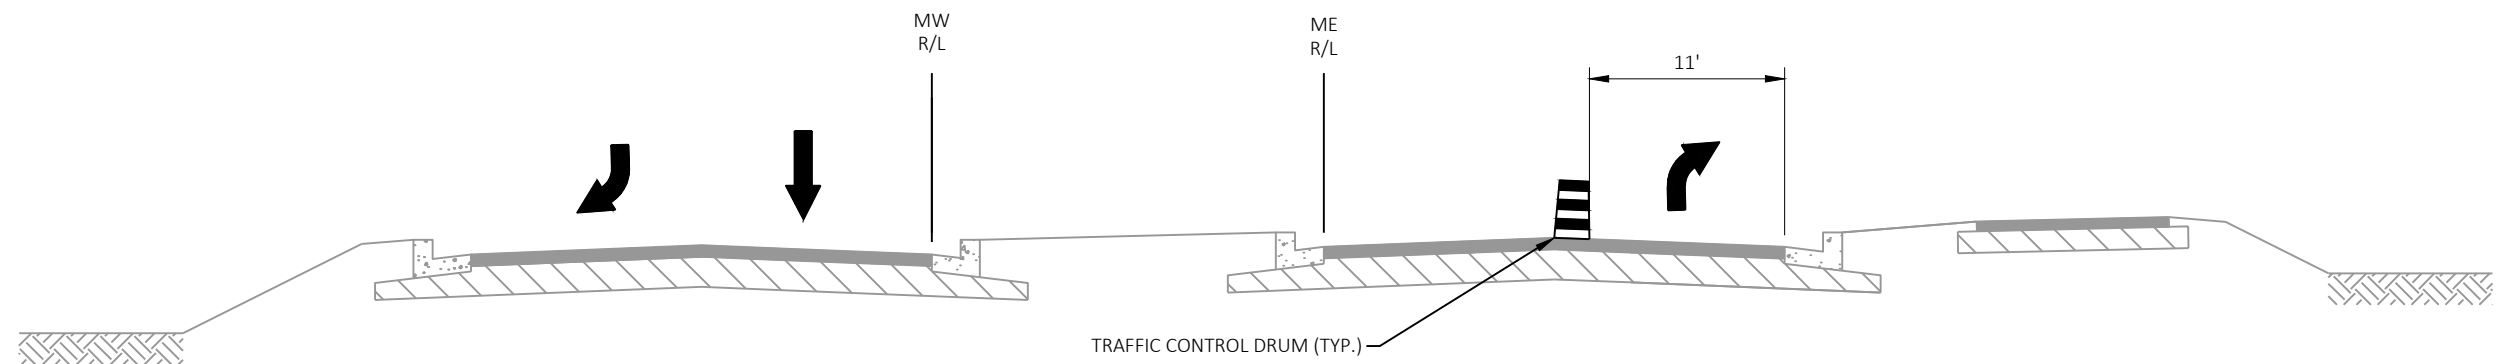 MW
R/L
ME
R/L
11'
TRAFFIC CONTROL DRUM (TYP.)